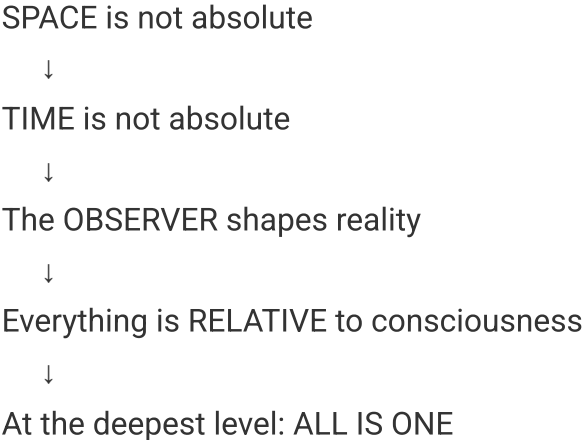 SPACE is not absolute
↓
TIME is not absolute
↓
The OBSERVER shapes reality
↓
Everything is RELATIVE to consciousness
↓
At the deepest level: ALL IS ONE